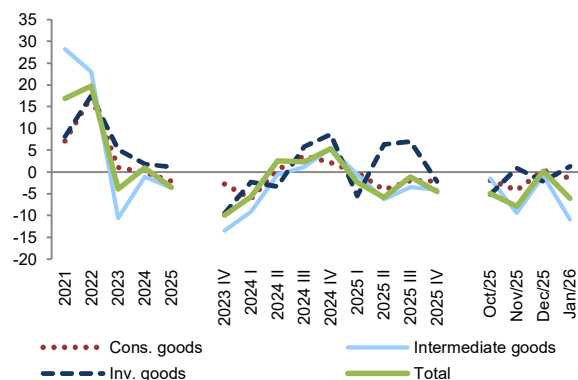 35
30
25
20
15
10
5
0
-5
-10
-15
-20
2021
2022
2023
2024
2025
2023 IV
2024 I
2024 II
2024 III
2024 IV
2025 I
2025 II
2025 III
2025 IV
Oct/25
Nov/25
Dec/25
Jan/26
Cons. goods
Intermediate goods
Inv. goods
Total